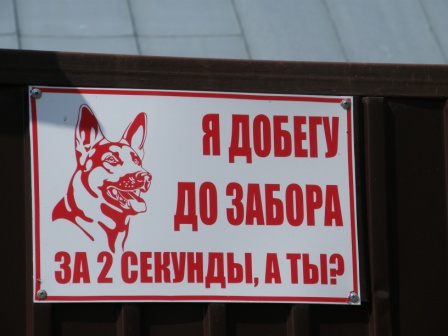 Я ДОБЕГУ
ДО ЗАБОРА
ЗА 2 СЕКУНДЫ, А ТЫ?